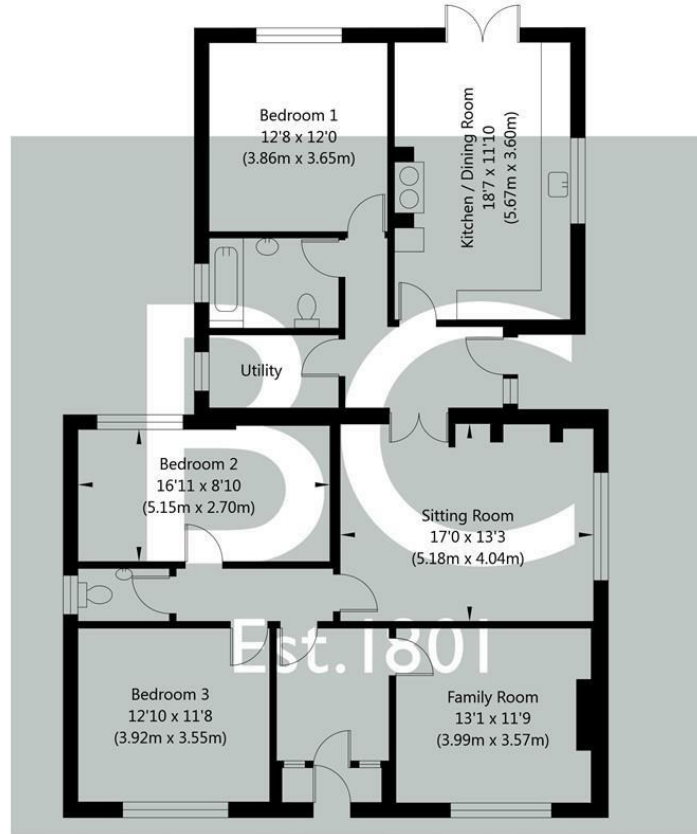 Bedroom 1
12'8 x 12'0
(3.86m x 3.65m)
Kitchen / Dining Room
18'7 x 11'10
(5.67m x 3.60m)
Utility
BC
Bedroom 2
16'11 x 8'10
(5.15m x 2.70m)
Sitting Room
17'0 x 13'3
(5.18m x 4.04m)
Est.1801
Bedroom 3
12'10 x 11'8
(3.92m x 3.55m)
Family Room
13'1 x 11'9
(3.99m x 3.57m)